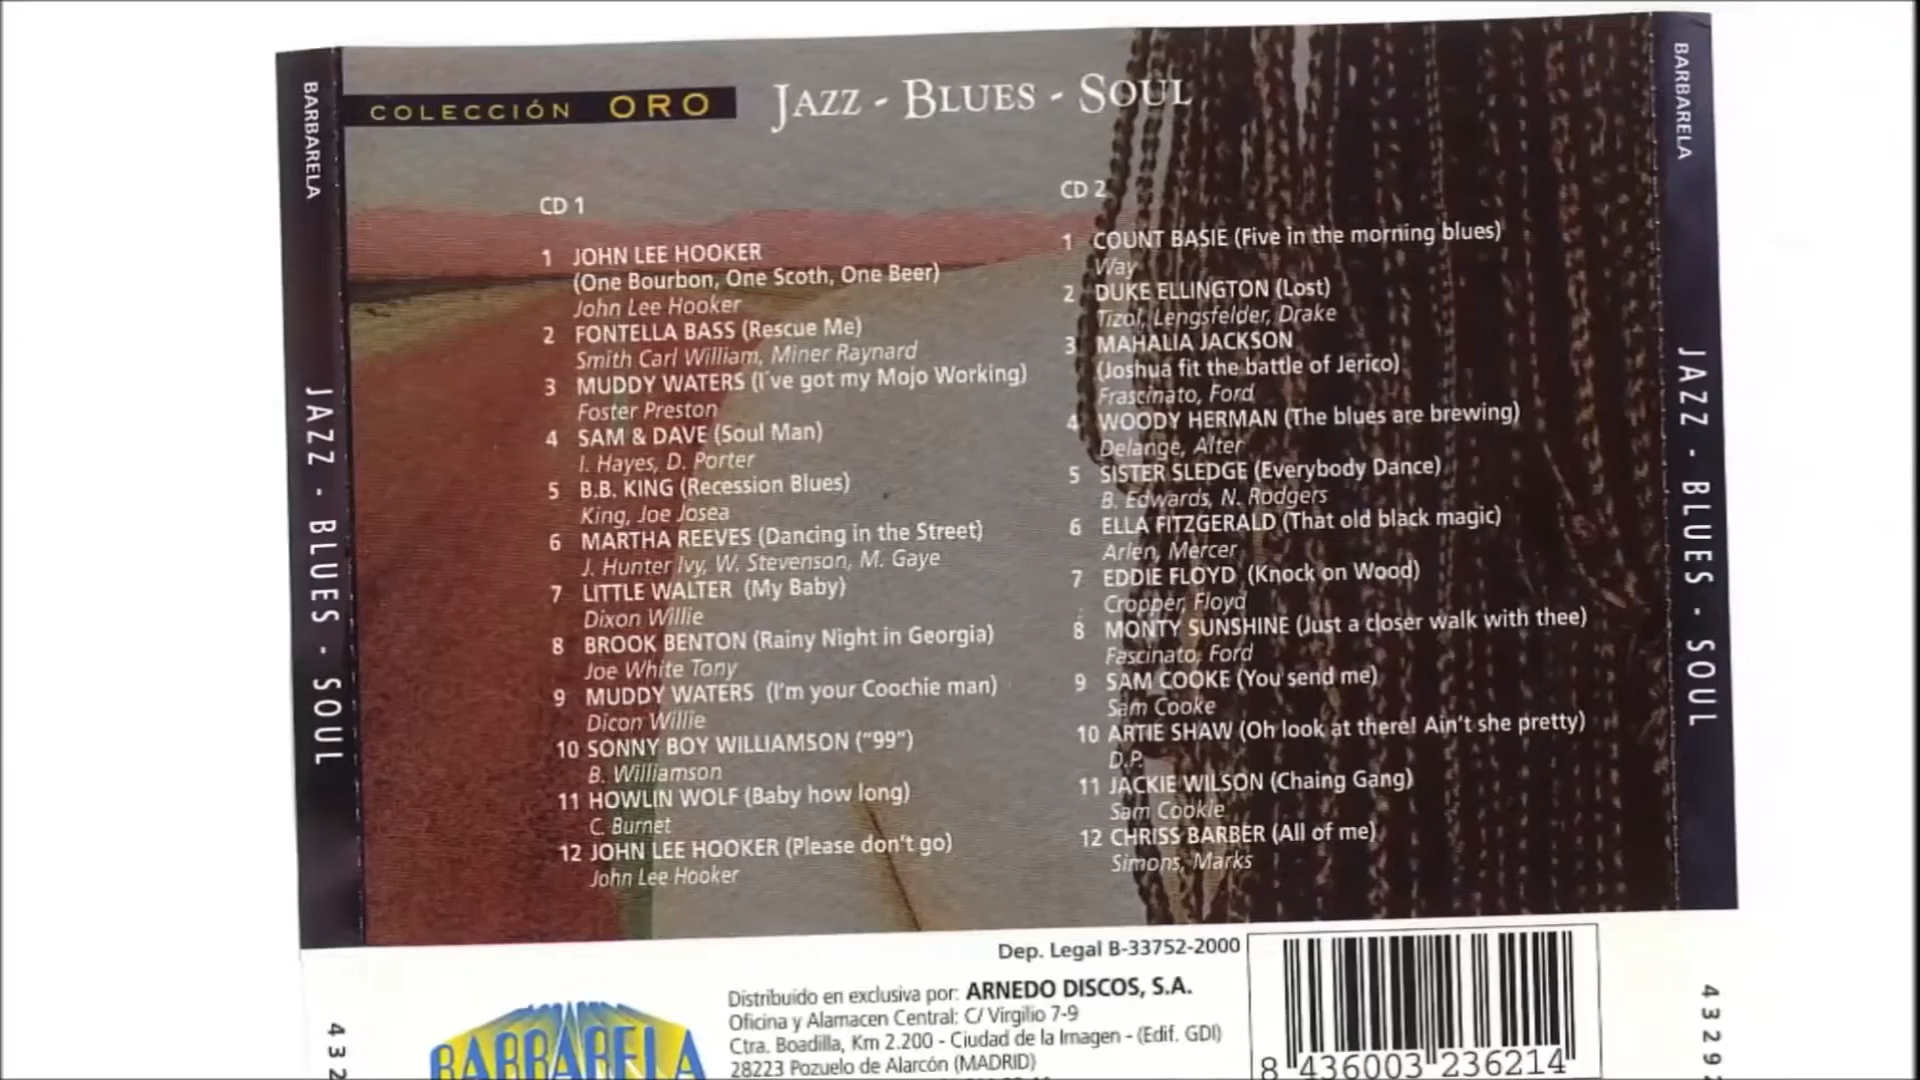 COLECCIÓN ORO
JAZZ - BLUES - SOUL
BARBARELA
JAZZ - BLUES - SOUL
CD 1
1 JOHN LEE HOOKER
(One Bourbon, One Scoth, One Beer)
John Lee Hooker
2 FONTELLA BASS (Rescue Me)
Smith Carl William, Miner Raynard
3 MUDDY WATERS (I´ve got my Mojo Working)
Foster Preston
4 SAM & DAVE (Soul Man)
I. Hayes, D. Porter
5 B.B. KING (Recession Blues)
King, Joe Josea
6 MARTHA REEVES (Dancing in the Street)
J. Hunter Ivy, W. Stevenson, M. Gaye
7 LITTLE WALTER (My Baby)
Dixon Willie
8 BROOK BENTON (Rainy Night in Georgia)
Joe White Tony
9 MUDDY WATERS (I'm your Coochie man)
Dicon Willie
10 SONNY BOY WILLIAMSON ("99")
B. Williamson
11 HOWLIN WOLF (Baby how long)
C. Burnet
12 JOHN LEE HOOKER (Please don't go)
John Lee Hooker
CD 2
1 COUNT BASIE (Five in the morning blues)
Way
2 DUKE ELLINGTON (Lost)
Tizol, Lengsfelder, Drake
3 MAHALIA JACKSON
(Joshua fit the battle of Jerico)
Frascinato, Ford
4 WOODY HERMAN (The blues are brewing)
Delange, Alter
5 SISTER SLEDGE (Everybody Dance)
B. Edwards, N. Rodgers
6 ELLA FITZGERALD (That old black magic)
Arlen, Mercer
7 EDDIE FLOYD (Knock on Wood)
Cropper, Floyd
8 MONTY SUNSHINE (Just a closer walk with thee)
Fascinato, Ford
9 SAM COOKE (You send me)
Sam Cooke
10 ARTIE SHAW (Oh look at there! Ain't she pretty)
D.P.
11 JACKIE WILSON (Chaing Gang)
Sam Cookie
12 CHRISS BARBER (All of me)
Simons, Marks
BARBARELA
JAZZ - BLUES - SOUL
Dep. Legal B-33752-2000
BARBARELA
Distribuido en exclusiva por: ARNEDO DISCOS, S.A.
Oficina y Alamacen Central: C/ Virgilio 7-9
Ctra. Boadilla, Km 2.200 - Ciudad de la Imagen - (Edif. GDI)
28223 Pozuelo de Alarcón (MADRID)
8 436003 236214
432
4329